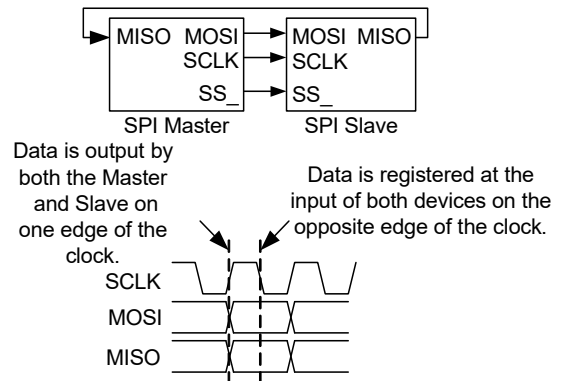 MISO MOSI MOSI MISO
SCLK SCLK
SS_ SS_
SPI Master SPI Slave
Data is output by
both the Master
and Slave on
one edge of the
clock.
Data is registered at the
input of both devices on the
opposite edge of the clock.
SCLK
MOSI
MISO